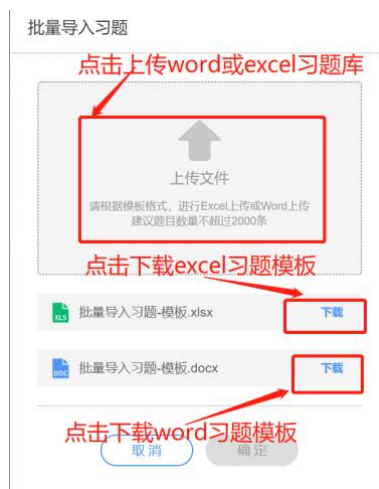 批量导入习题
点击上传word或excel习题库
上传文件
请根据模板格式，进行Excel上传或Word上传
建议题目数量不超过2000条
点击下载excel习题模板
XLS 批量导入习题-模板.xlsx 下载
DOC 批量导入习题-模板.docx 下载
点击下载word习题模板
取消 确定